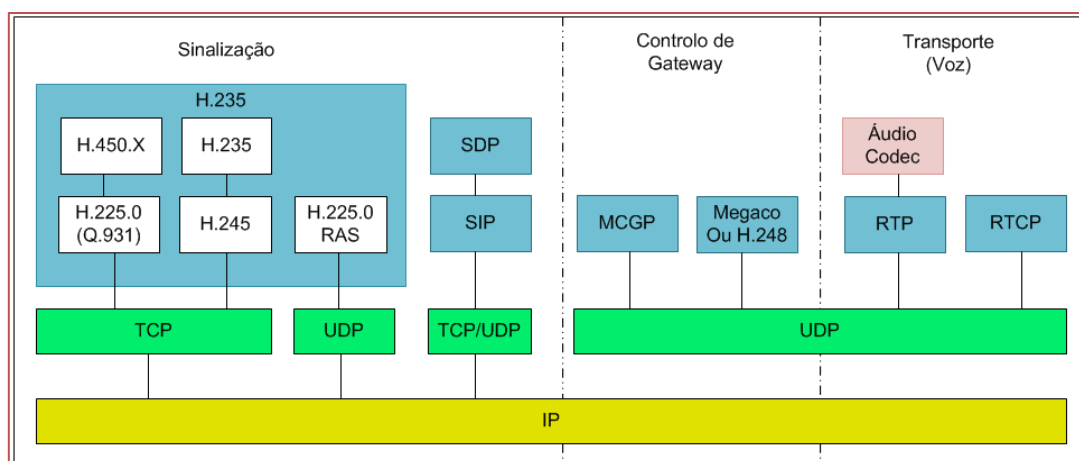 Sinalização
Controlo de
Gateway
Transporte
(Voz)
H.235
H.450.X
H.235
SDP
Áudio
Codec
H.225.0
(Q.931)
H.245
H.225.0
RAS
SIP
MCGP
Megaco
Ou H.248
RTP
RTCP
TCP
UDP
TCP/UDP
UDP
IP